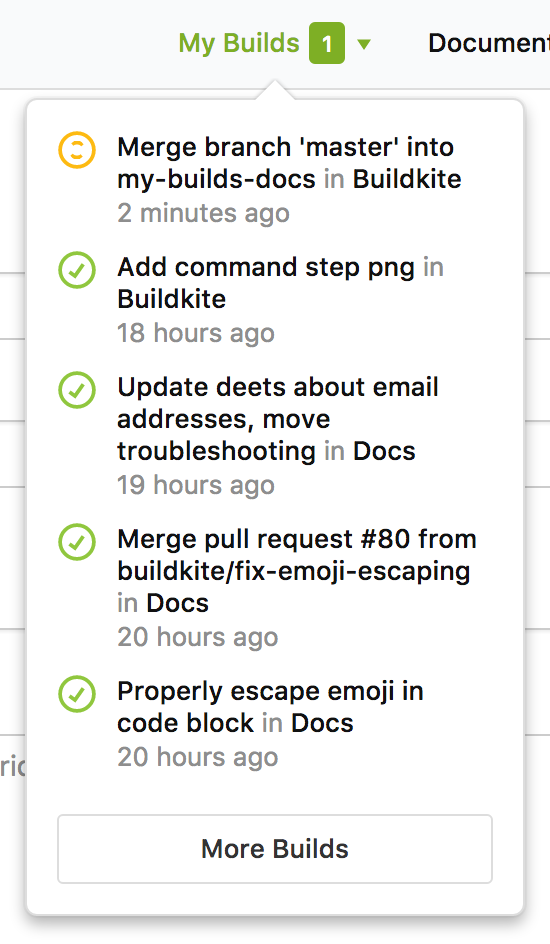 My Builds 1 Document
Merge branch 'master' into
my-builds-docs in Buildkite
2 minutes ago
Add command step png in
Buildkite
18 hours ago
Update deets about email
addresses, move
troubleshooting in Docs
19 hours ago
Merge pull request #80 from
buildkite/fix-emoji-escaping
in Docs
20 hours ago
Properly escape emoji in
code block in Docs
20 hours ago
More Builds